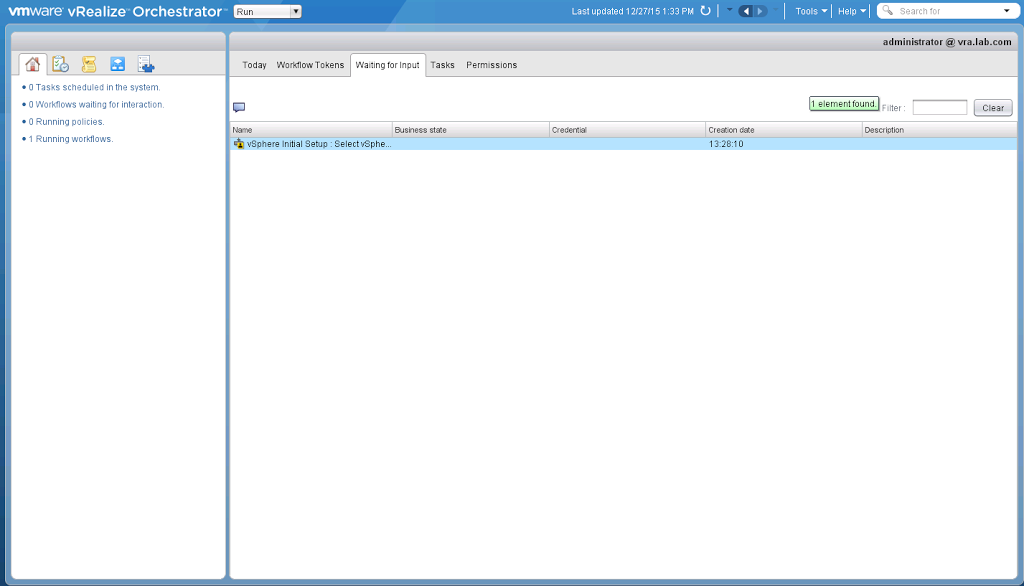 vmware vRealize™ Orchestrator™ Run Last updated 12/27/15 1:33 PM Tools Help Search for
administrator @ vra.lab.com
Today Workflow Tokens Waiting for Input Tasks Permissions
0 Tasks scheduled in the system.
0 Workflows waiting for interaction.
0 Running policies.
1 Running workflows.
1 element found. Filter : Clear
Name Business state Credential Creation date Description
vSphere Initial Setup : Select vSphe... 13:28:10